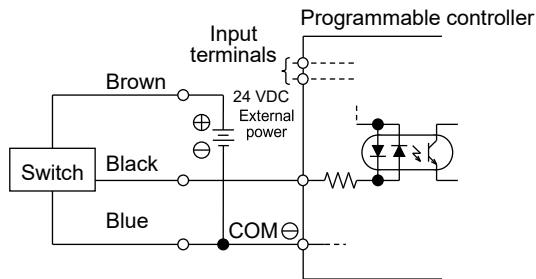 Programmable controller
Input
terminals
Brown
24 VDC
External
power
⊕
⊖
Switch
Black
Blue
COM⊖